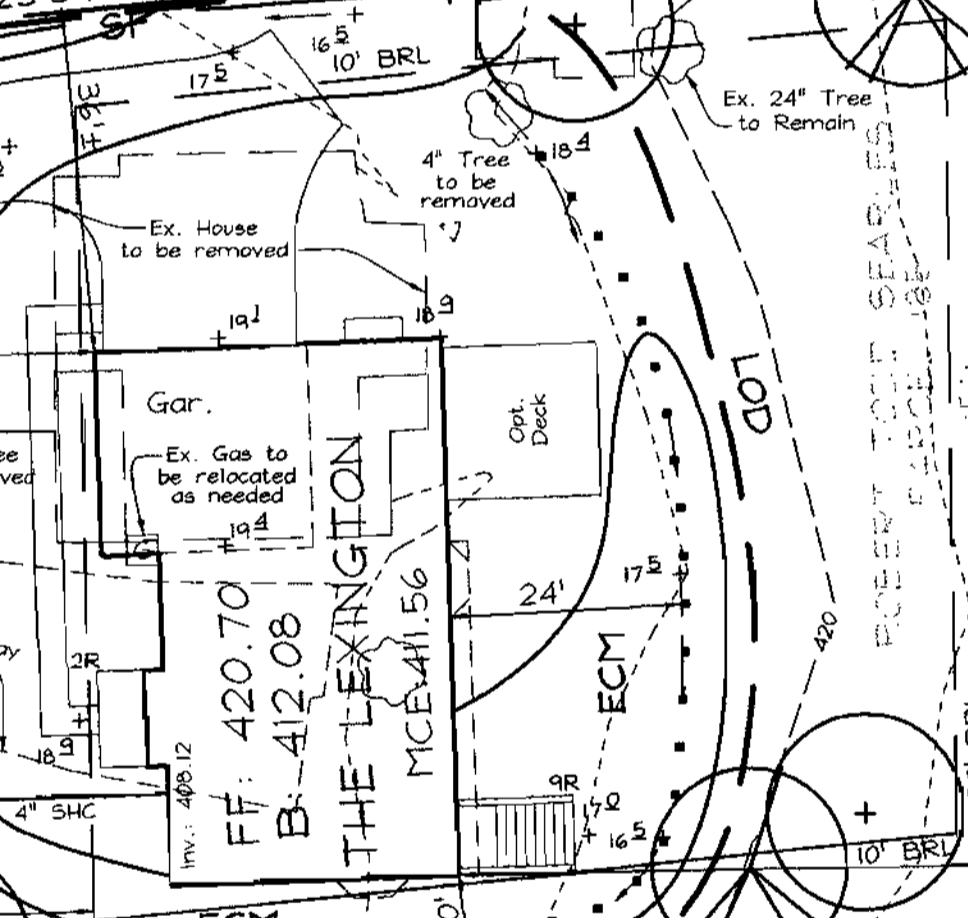 SF
16 5
10' BRL
17 5
36'±
Ex. 24" Tree
to Remain
18 4
4" Tree
to be
removed
Ex. House
to be removed
18 9
19 1
LOD
Gar.
Opt.
Deck
Ex. Gas to
be relocated
as needed
19 4
17 5
24'
420
ECM
FF: 420.70
B: 412.08
THE LEXINGTON
MCE: 411.56
Inv.: 408.12
2R
18 9
4" SHC
9R
17 0
16 5
10' BRL
ECM